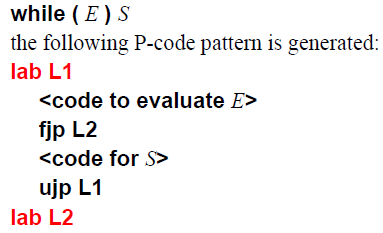 while ( E ) S
the following P-code pattern is generated:
lab L1
<code to evaluate E>
fjp L2
<code for S>
ujp L1
lab L2